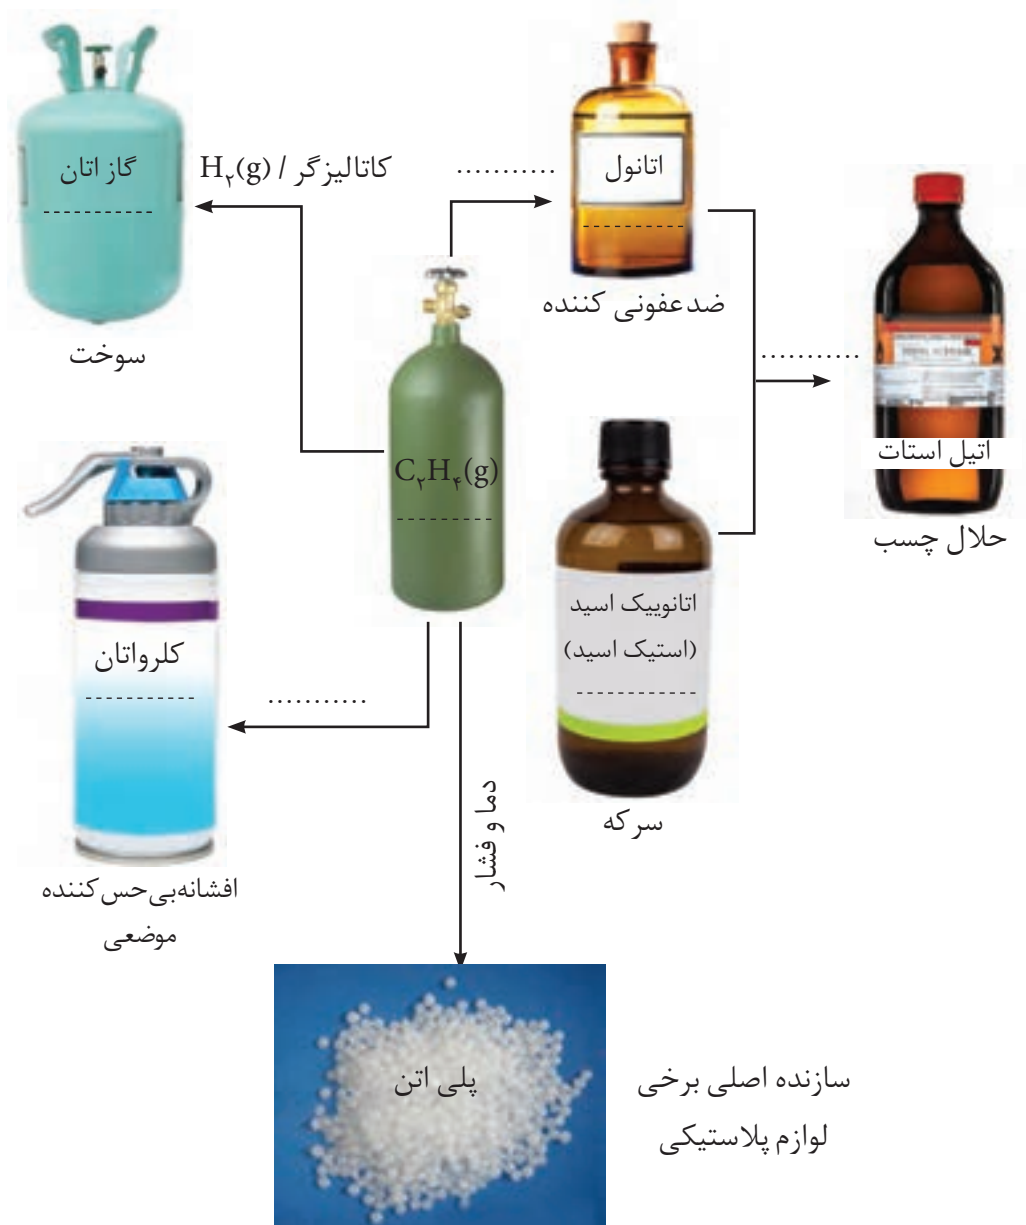 گاز اتان
-----------
سوخت
H₂(g) / کاتالیزگر
...........
اتانول
-----------
ضدعفونی کننده
...........
اتیل استات
حلال چسب
C₂H₄(g)
----------
اتانوییک اسید
(استیک اسید)
------------
سرکه
کلرواتان
------------
...........
افشانه بی‌حس کننده
موضعی
دما و فشار
پلی اتن
سازنده اصلی برخی
لوازم پلاستیکی